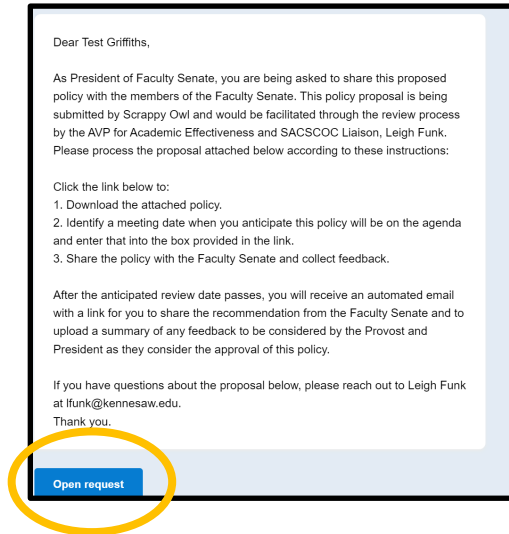 Dear Test Griffiths,
As President of Faculty Senate, you are being asked to share this proposed
policy with the members of the Faculty Senate. This policy proposal is being
submitted by Scrappy Owl and would be facilitated through the review process
by the AVP for Academic Effectiveness and SACSCOC Liaison, Leigh Funk.
Please process the proposal attached below according to these instructions:
Click the link below to:
1. Download the attached policy.
2. Identify a meeting date when you anticipate this policy will be on the agenda
and enter that into the box provided in the link.
3. Share the policy with the Faculty Senate and collect feedback.
After the anticipated review date passes, you will receive an automated email
with a link for you to share the recommendation from the Faculty Senate and to
upload a summary of any feedback to be considered by the Provost and
President as they consider the approval of this policy.
If you have questions about the proposal below, please reach out to Leigh Funk
at lfunk@kennesaw.edu.
Thank you.
Open request